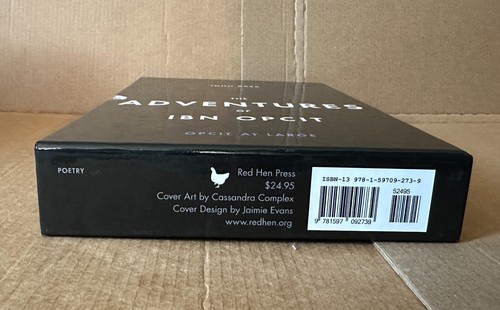 THE
ADVENTURES
OF
IBN OPCIT
OPCIT AT LARGE
POETRY
Red Hen Press
$24.95
Cover Art by Cassandra Complex
Cover Design by Jaimie Evans
www.redhen.org
ISBN-13 978-1-59709-273-9
52495
9 781597 092739